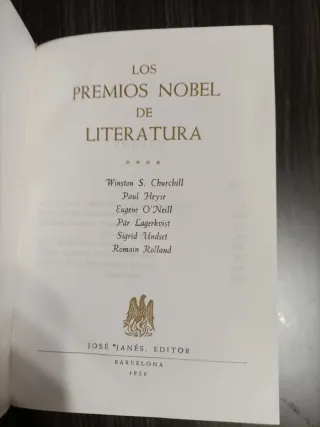 LOS
PREMIOS NOBEL
DE
LITERATURA
* * * *
Winston S. Churchill
Paul Heyse
Eugene O'Neill
Pär Lagerkvist
Sigrid Undset
Romain Rolland
JOSÉ JANÉS, EDITOR
BARCELONA